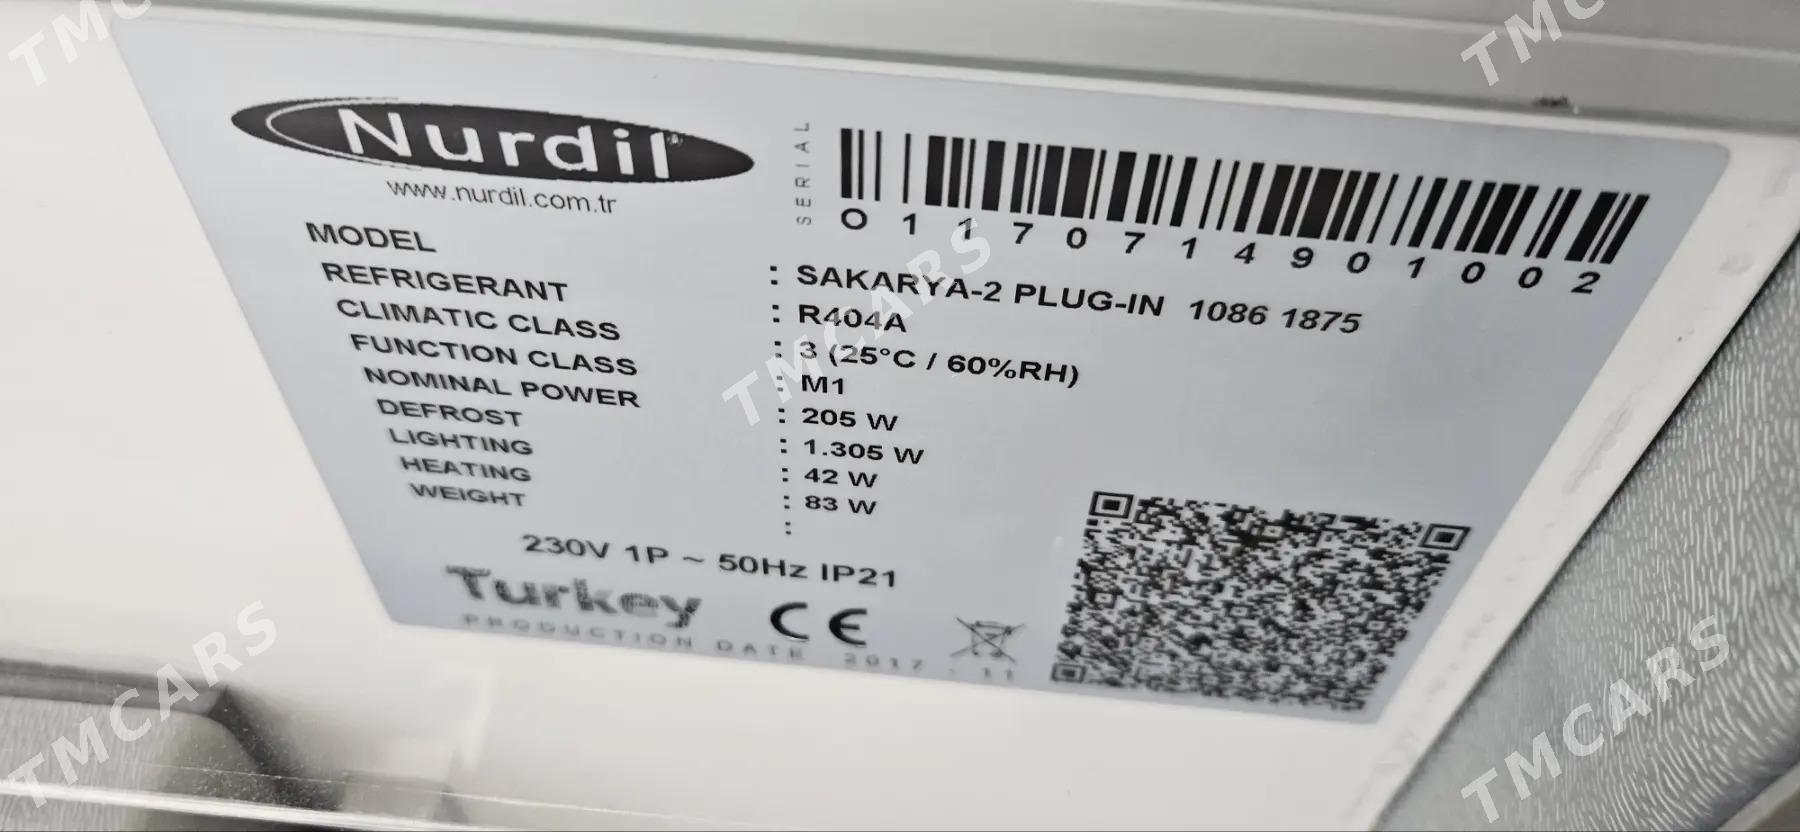 Nurdil
www.nurdil.com.tr
SERIAL
0117071490 1002
MODEL : SAKARYA-2 PLUG-IN 1086 1875
REFRIGERANT : R404A
CLIMATIC CLASS : 3 (25°C / 60%RH)
FUNCTION CLASS : M1
NOMINAL POWER : 205 W
DEFROST : 1.305 W
LIGHTING : 42 W
HEATING : 83 W
WEIGHT :
230V 1P ~ 50Hz IP21
Turkey CE
PRODUCTION DATE 2017 - 11
TMCARS
TMCARS
TMCARS
TMCARS
TMCARS